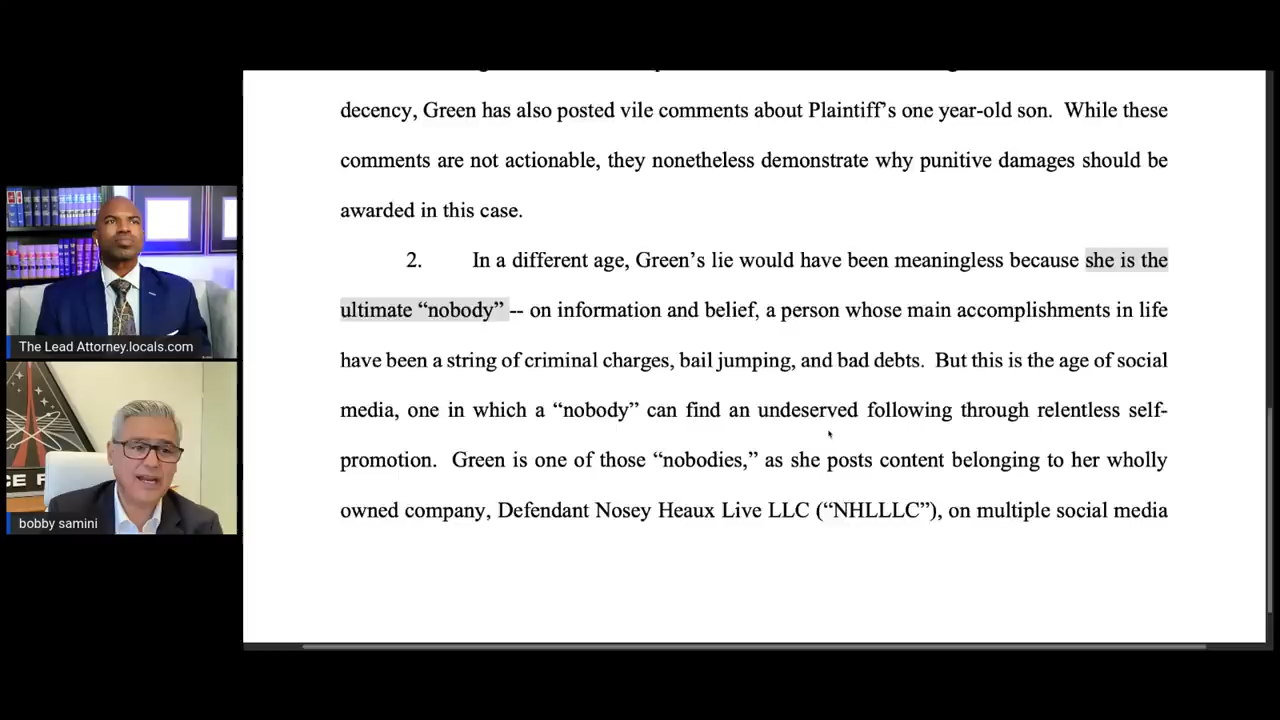 decency, Green has also posted vile comments about Plaintiff’s one year-old son. While these
comments are not actionable, they nonetheless demonstrate why punitive damages should be
awarded in this case.
2. In a different age, Green’s lie would have been meaningless because she is the
ultimate “nobody” -- on information and belief, a person whose main accomplishments in life
have been a string of criminal charges, bail jumping, and bad debts. But this is the age of social
media, one in which a “nobody” can find an undeserved following through relentless self-
promotion. Green is one of those “nobodies,” as she posts content belonging to her wholly
owned company, Defendant Nosey Heaux Live LLC (“NHLLLC”), on multiple social media
The Lead Attorney.locals.com
CE F
bobby samini